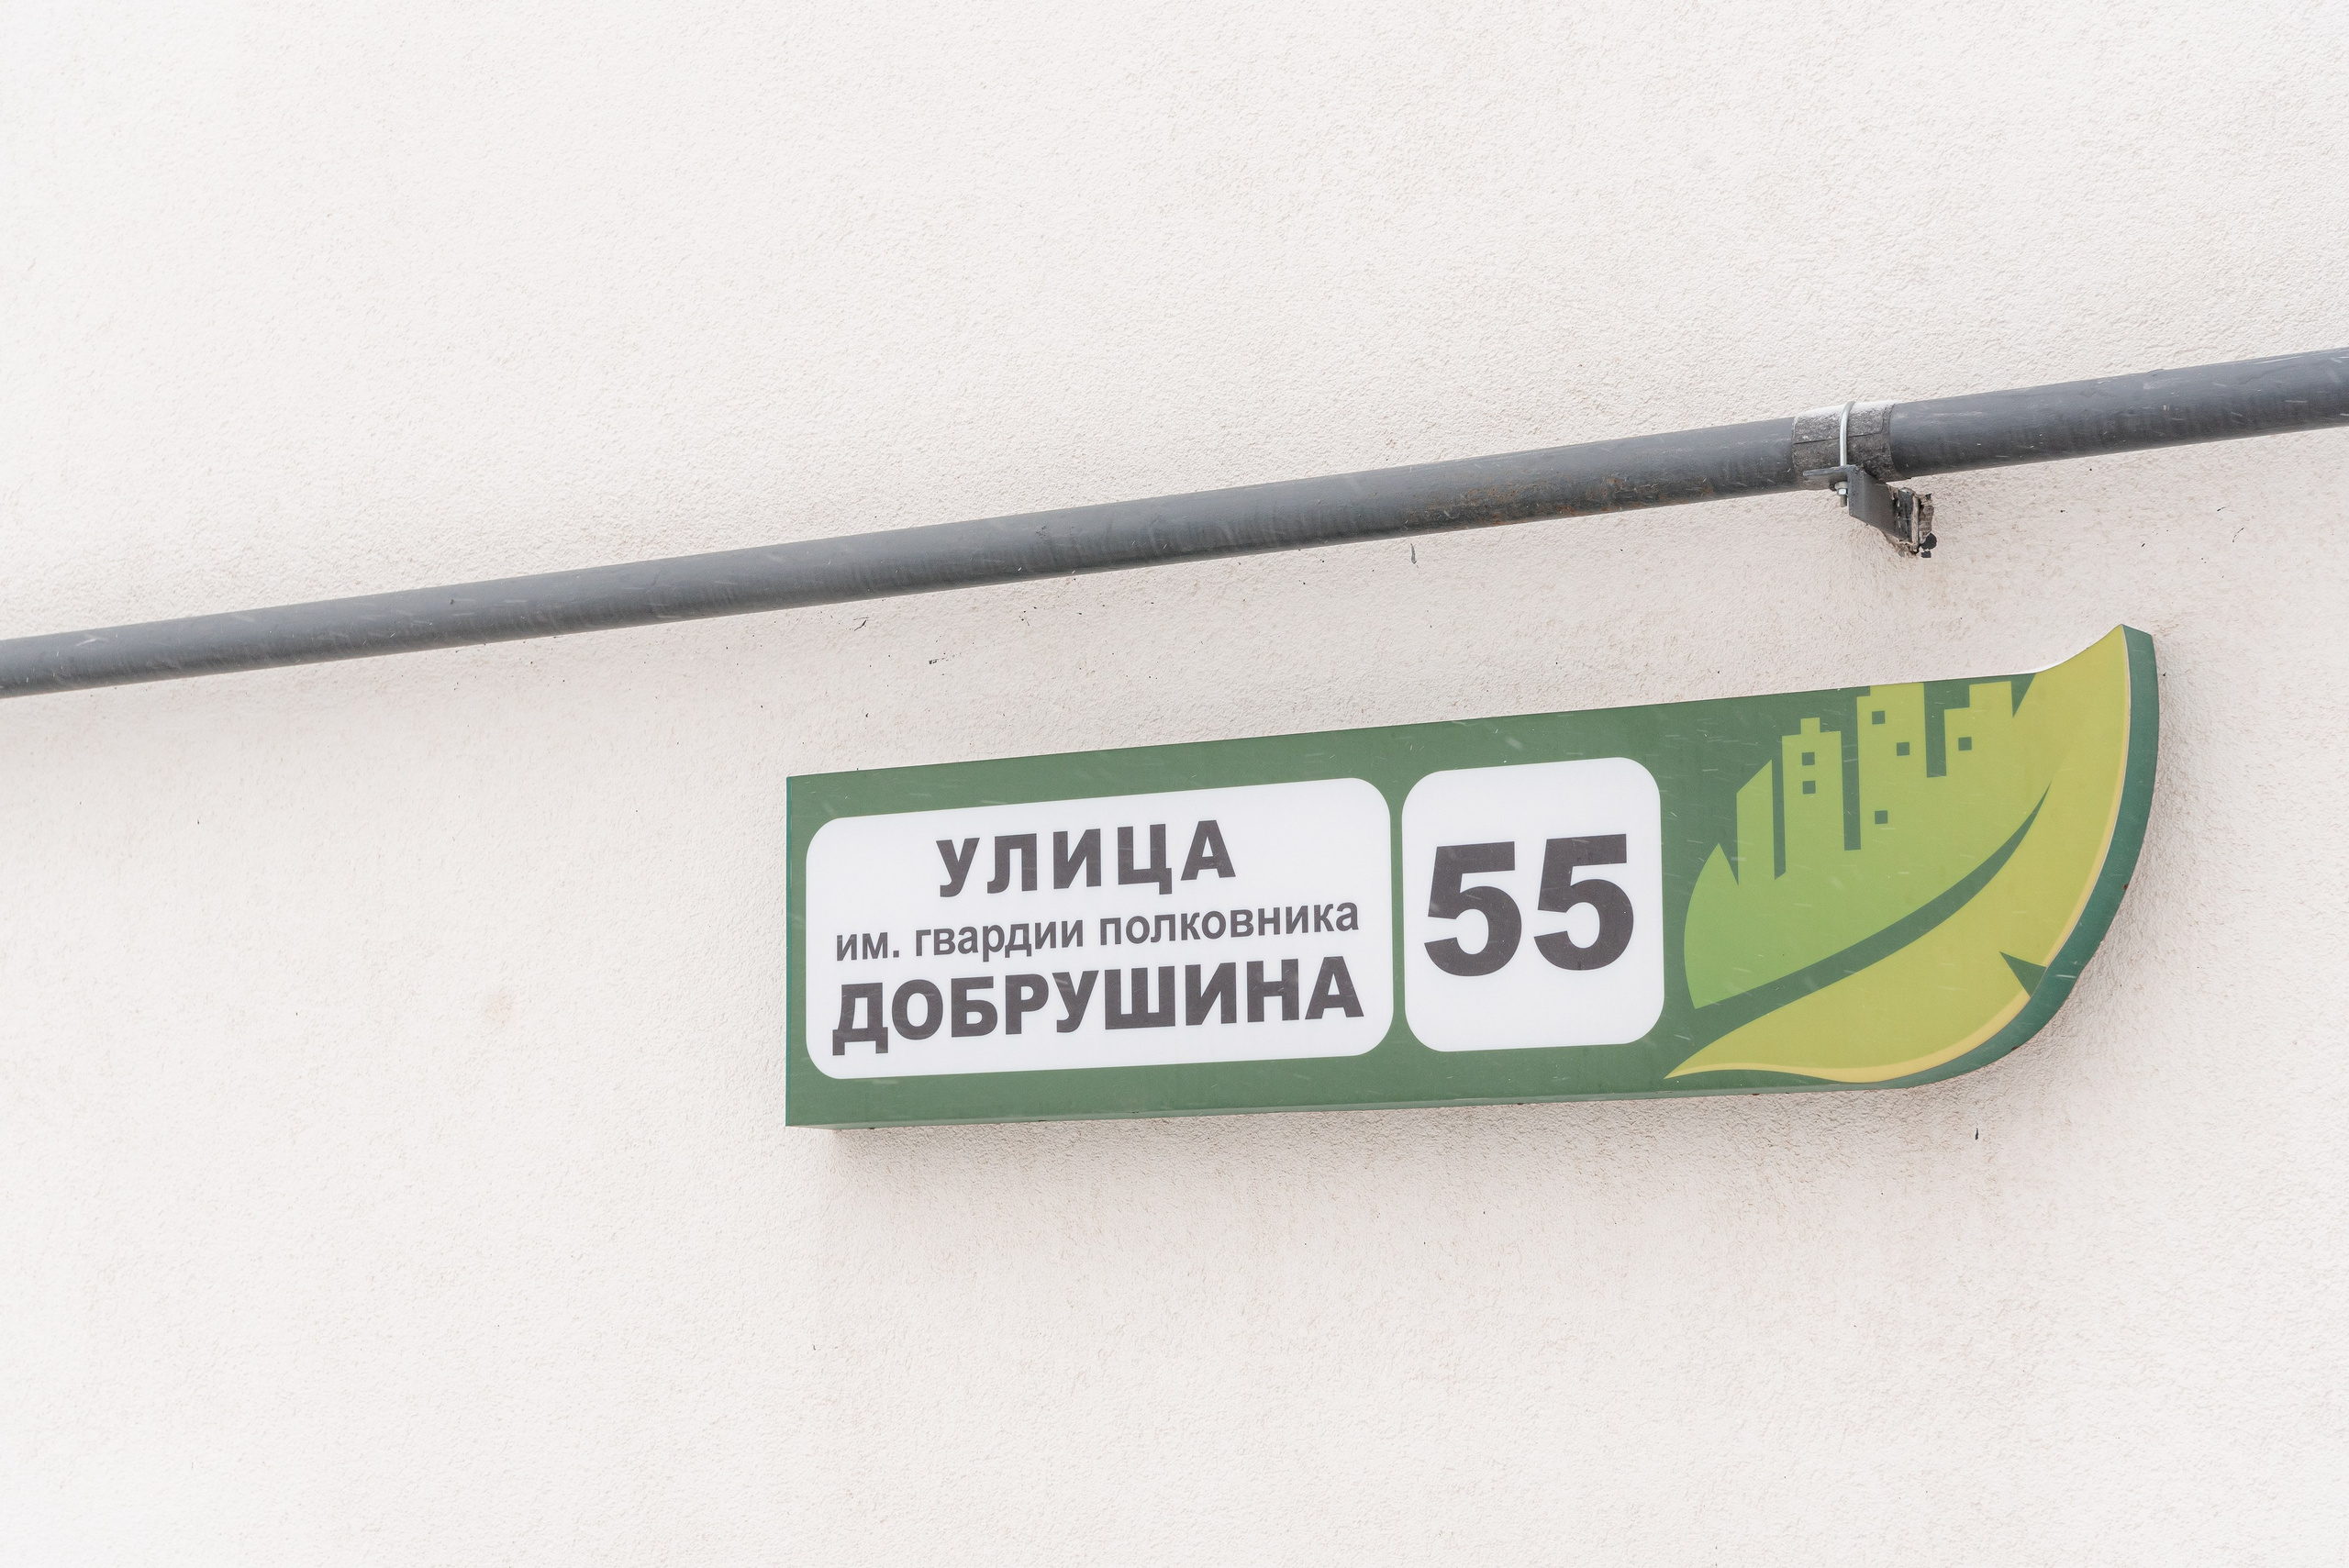 УЛИЦА
им. гвардии полковника
ДОБРУШИНА
55